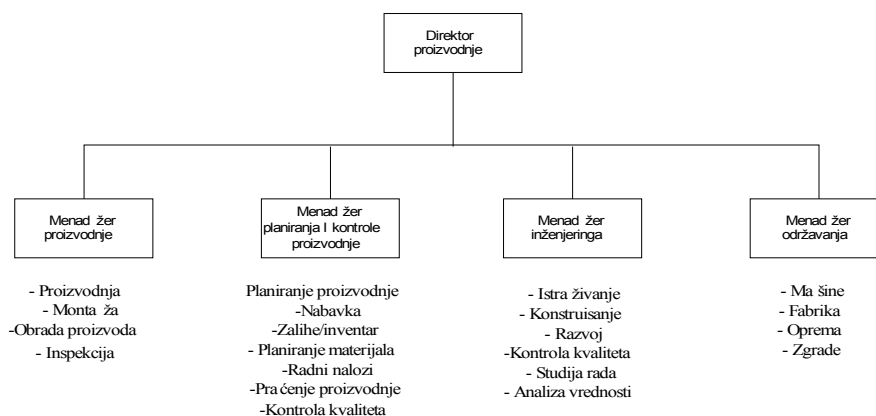 Direktor
proizvodnje
Menad žer
proizvodnje
Menad žer
planiranja I kontrole
proizvodnje
Menad žer
inženjeringa
Menad žer
održavanja
- Proizvodnja
- Monta ža
-Obrada proizvoda
- Inspekcija
Planiranje proizvodnje
-Nabavka
-Zalihe/inventar
- Planiranje materijala
-Radni nalozi
-Pra ćenje proizvodnje
-Kontrola kvaliteta
- Istra živanje
- Konstruisanje
- Razvoj
-Kontrola kvaliteta
- Studija rada
- Analiza vrednosti
- Ma šine
- Fabrika
- Oprema
- Zgrade